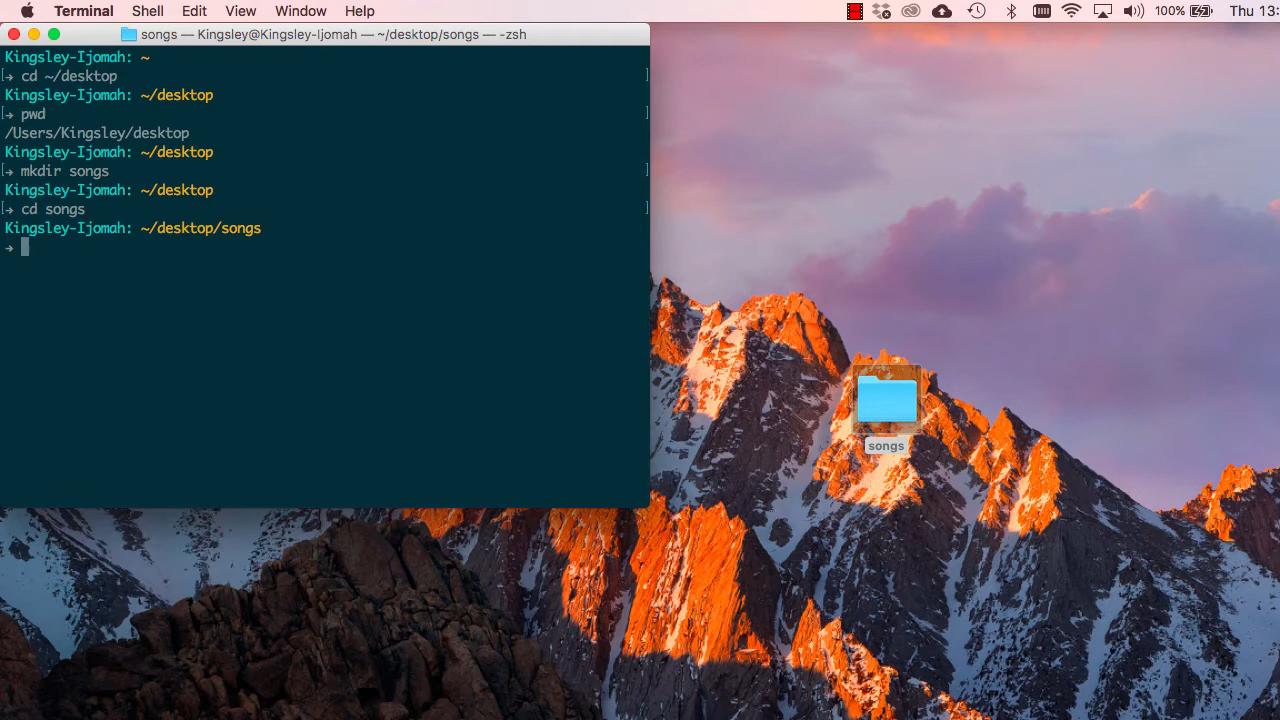 Terminal Shell Edit View Window Help 100% Thu 13:
songs — Kingsley@Kingsley-Ijomah — ~/desktop/songs — -zsh
Kingsley-Ijomah: ~
[→ cd ~/desktop ]
Kingsley-Ijomah: ~/desktop
[→ pwd ]
/Users/Kingsley/desktop
Kingsley-Ijomah: ~/desktop
[→ mkdir songs ]
Kingsley-Ijomah: ~/desktop
[→ cd songs ]
Kingsley-Ijomah: ~/desktop/songs
→
songs